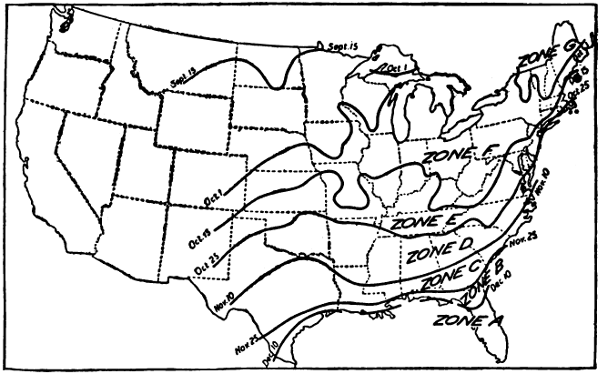 Sept. 15
Oct. 1
Sept. 15
ZONE G
Oct. 25
ZONE F
Nov. 10
Oct. 1
Oct. 15
ZONE E
Oct. 25
ZONE D
Nov. 25
ZONE C
ZONE B
Dec. 10
Nov. 10
ZONE A
Nov. 25
Dec. 10